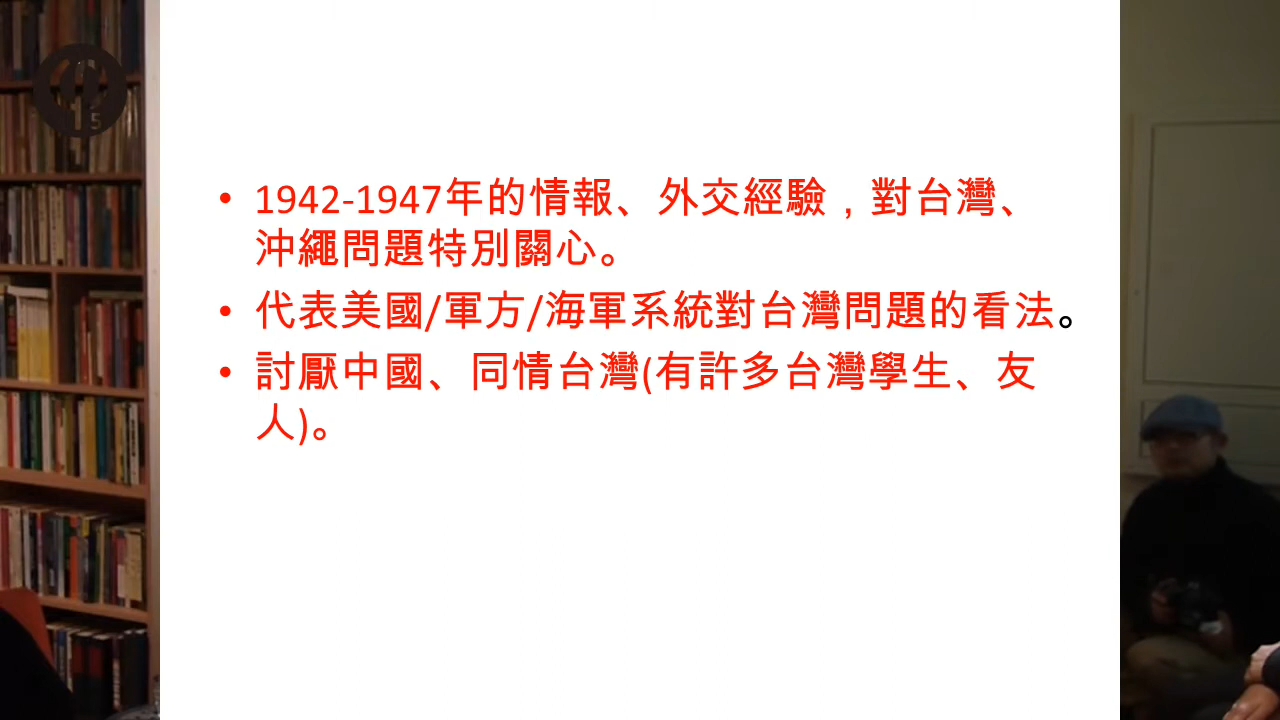 • 1942-1947年的情報、外交經驗，對台灣、
沖繩問題特別關心。
• 代表美國/軍方/海軍系統對台灣問題的看法。
• 討厭中國、同情台灣(有許多台灣學生、友
人)。
5